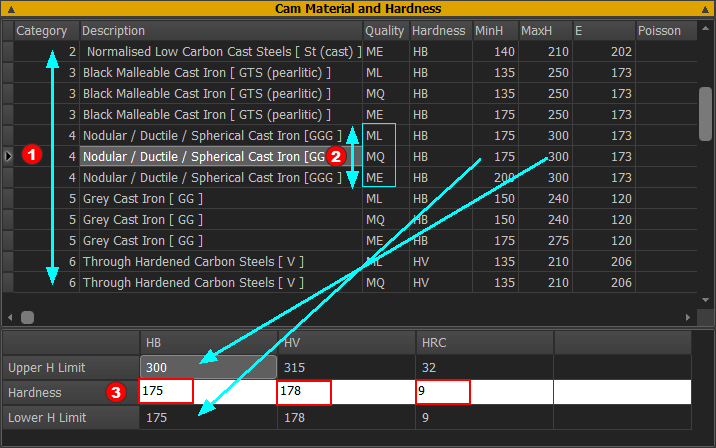 Cam Material and Hardness
Category Description Quality Hardness MinH MaxH E Poisson
2 Normalised Low Carbon Cast Steels [ St (cast) ] ME HB 140 210 202
3 Black Malleable Cast Iron [ GTS (pearlitic) ] ML HB 135 250 173
3 Black Malleable Cast Iron [ GTS (pearlitic) ] MQ HB 135 250 173
3 Black Malleable Cast Iron [ GTS (pearlitic) ] ME HB 175 250 173
4 Nodular / Ductile / Spherical Cast Iron [GGG ] ML HB 175 300 173
1 4 Nodular / Ductile / Spherical Cast Iron [GG 2 MQ HB 175 300 173
4 Nodular / Ductile / Spherical Cast Iron [GGG ] ME HB 200 300 173
5 Grey Cast Iron [ GG ] ML HB 150 240 120
5 Grey Cast Iron [ GG ] MQ HB 150 240 120
5 Grey Cast Iron [ GG ] ME HB 175 275 120
6 Through Hardened Carbon Steels [ V ] ML HV 135 210 206
6 Through Hardened Carbon Steels [ V ] MQ HV 135 210 206
HB HV HRC
Upper H Limit 300 315 32
Hardness 3 175 178 9
Lower H Limit 175 178 9